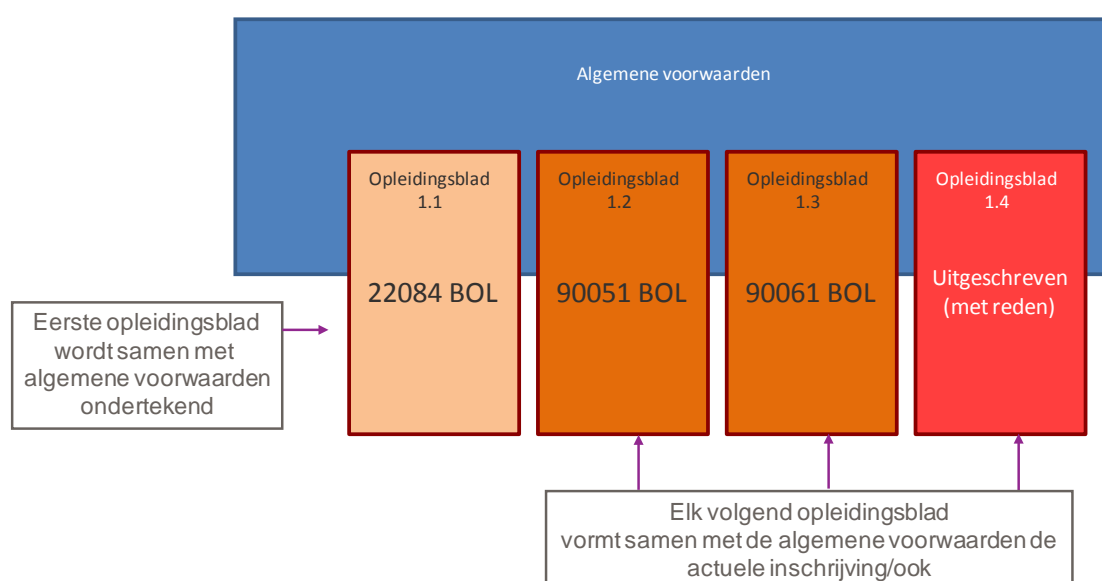 Algemene voorwaarden
Opleidingsblad
1.1
22084 BOL
Opleidingsblad
1.2
90051 BOL
Opleidingsblad
1.3
90061 BOL
Opleidingsblad
1.4
Uitgeschreven
(met reden)
Eerste opleidingsblad
wordt samen met
algemene voorwaarden
ondertekend
Elk volgend opleidingsblad
vormt samen met de algemene voorwaarden de
actuele inschrijving/ook